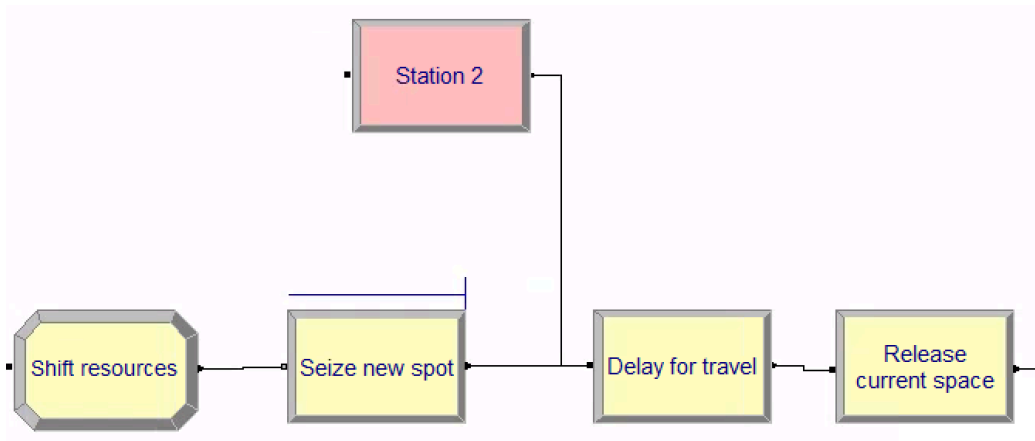 Station 2
Shift resources
Seize new spot
Delay for travel
Release
current space